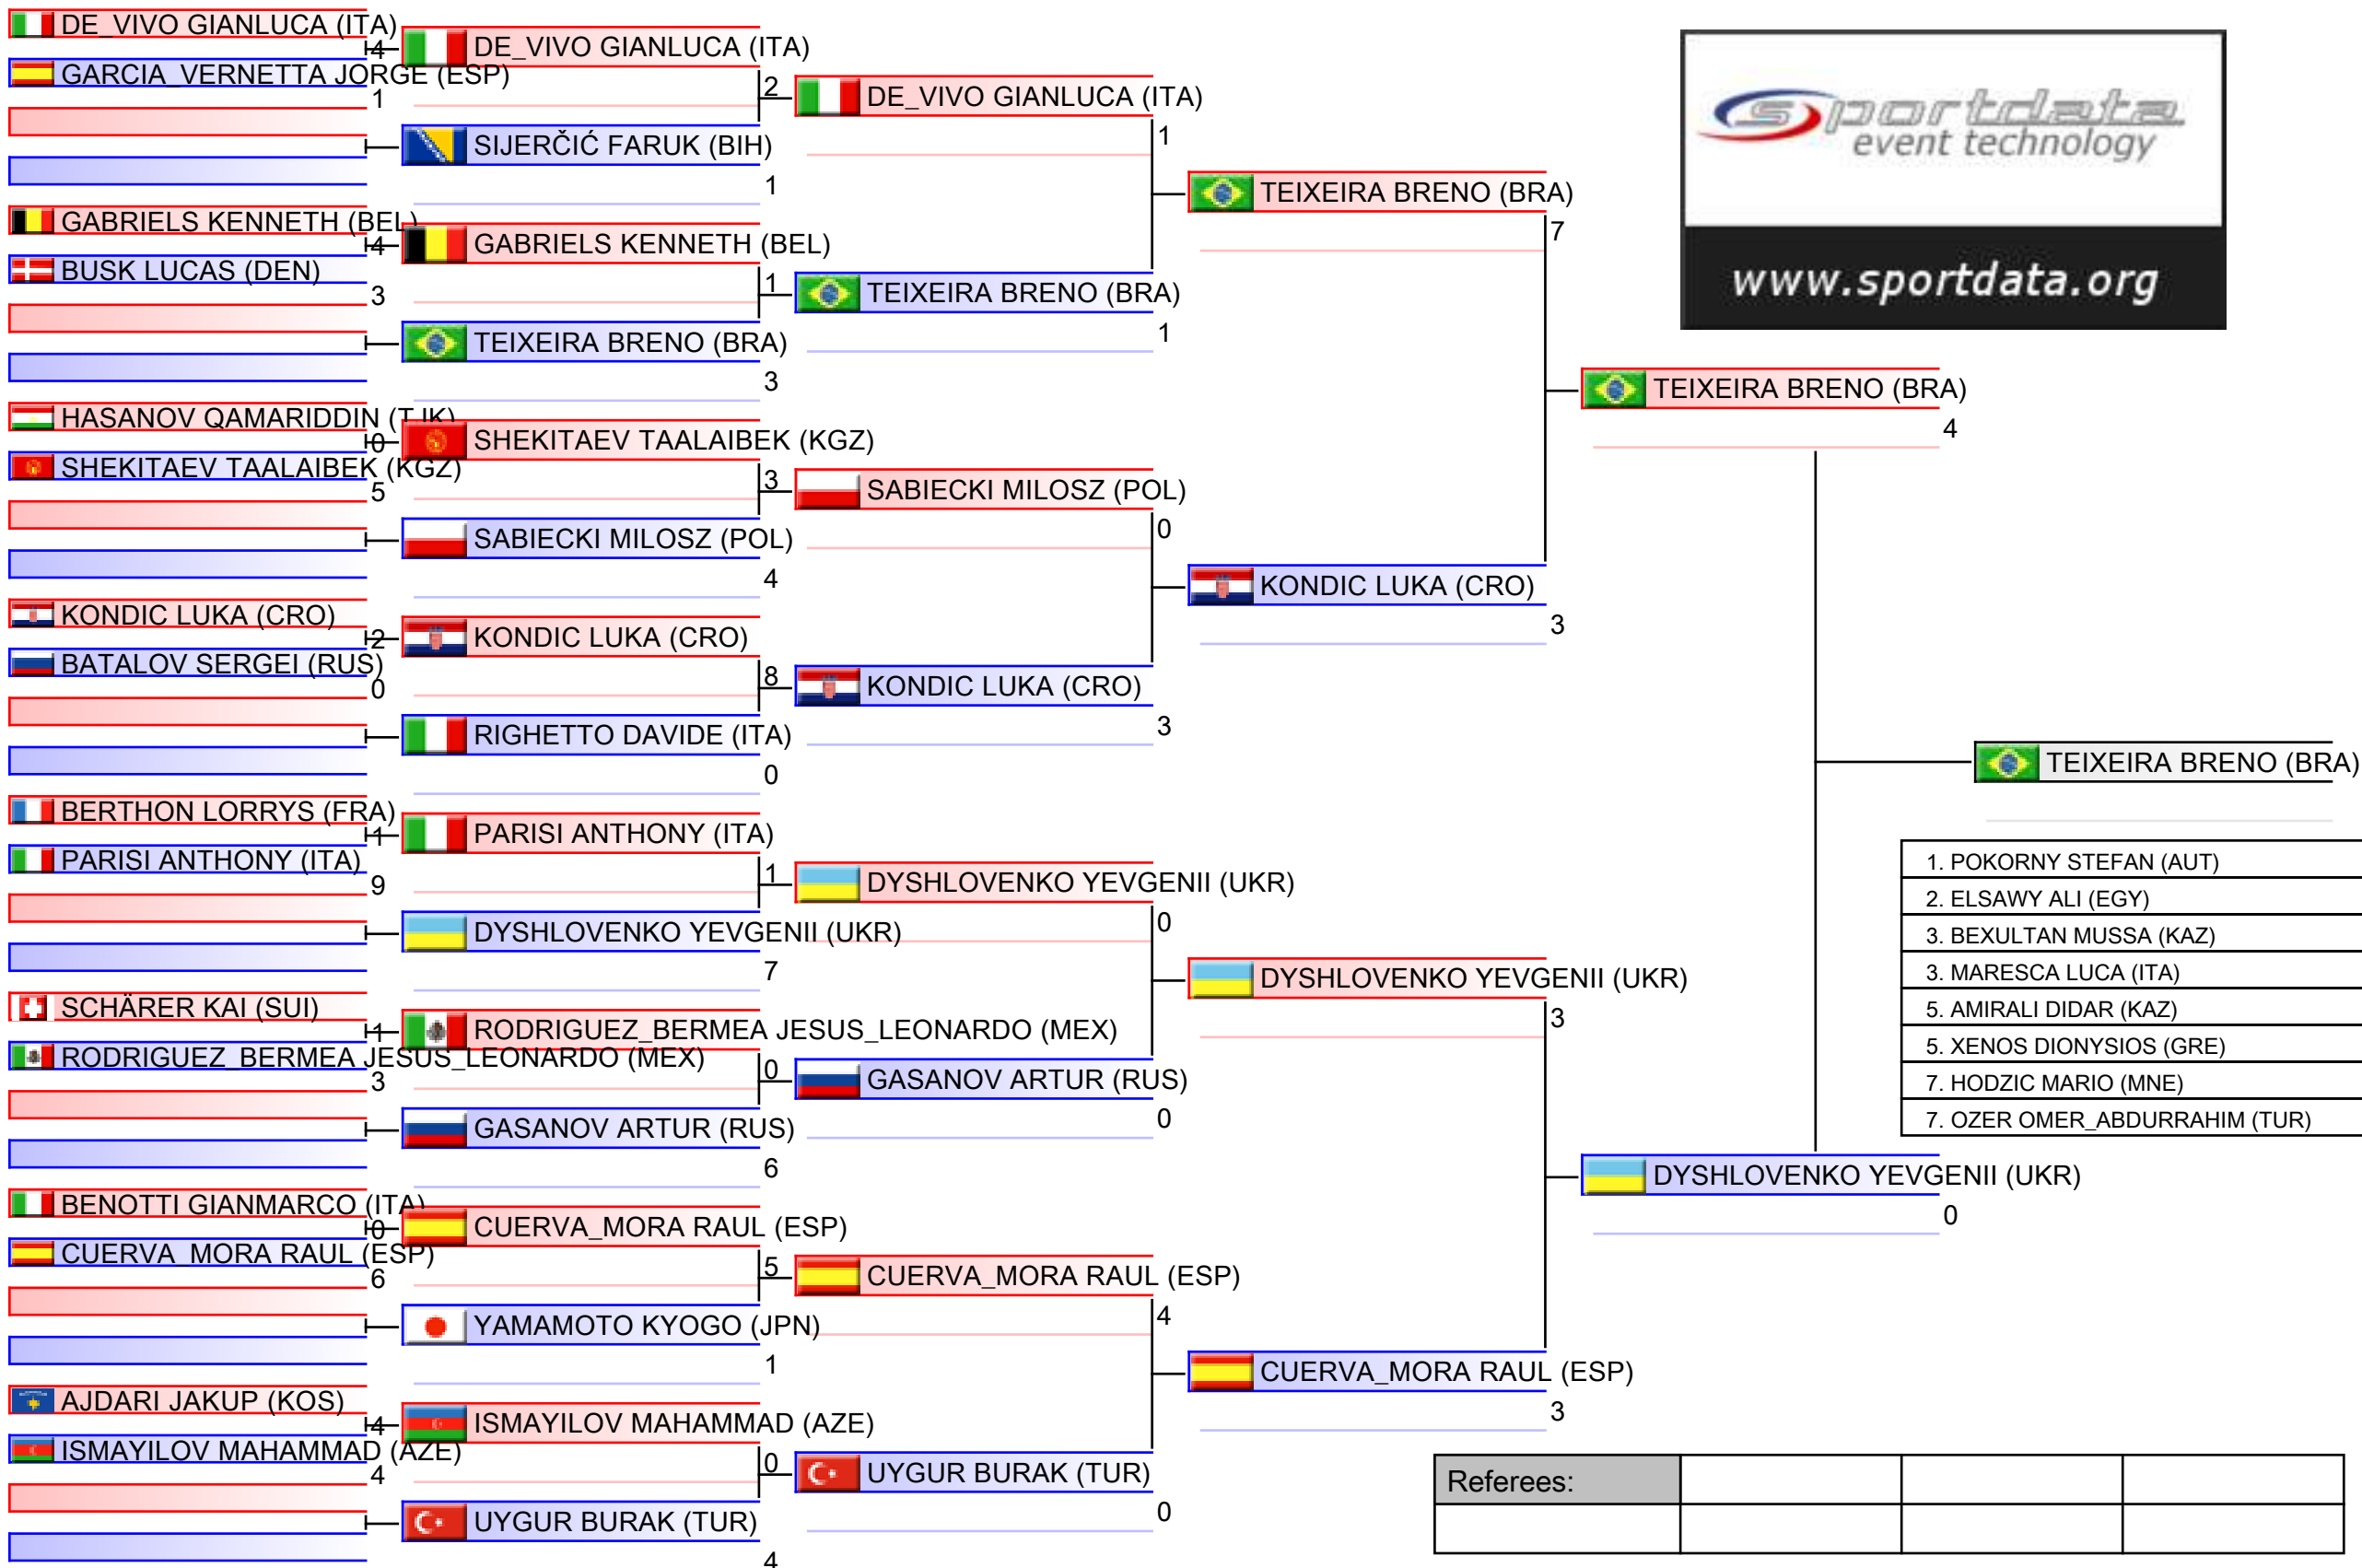 DE_VIVO GIANLUCA (ITA)
4
GARCIA_VERNETTA JORGE (ESP)
1
GABRIELS KENNETH (BEL)
4
BUSK LUCAS (DEN)
3
HASANOV QAMARIDDIN (TJK)
0
SHEKITAEV TAALAIBEK (KGZ)
5
KONDIC LUKA (CRO)
2
BATALOV SERGEI (RUS)
0
BERTHON LORRYS (FRA)
1
PARISI ANTHONY (ITA)
9
SCHÄRER KAI (SUI)
1
RODRIGUEZ_BERMEA JESUS_LEONARDO (MEX)
3
BENOTTI GIANMARCO (ITA)
0
CUERVA_MORA RAUL (ESP)
6
AJDARI JAKUP (KOS)
4
ISMAYILOV MAHAMMAD (AZE)
4
DE_VIVO GIANLUCA (ITA)
2
SIJERČIĆ FARUK (BIH)
1
GABRIELS KENNETH (BEL)
1
TEIXEIRA BRENO (BRA)
3
SHEKITAEV TAALAIBEK (KGZ)
3
SABIECKI MILOSZ (POL)
4
KONDIC LUKA (CRO)
8
RIGHETTO DAVIDE (ITA)
0
PARISI ANTHONY (ITA)
1
DYSHLOVENKO YEVGENII (UKR)
7
RODRIGUEZ_BERMEA JESUS_LEONARDO (MEX)
0
GASANOV ARTUR (RUS)
6
CUERVA_MORA RAUL (ESP)
5
YAMAMOTO KYOGO (JPN)
1
ISMAYILOV MAHAMMAD (AZE)
0
UYGUR BURAK (TUR)
4
DE_VIVO GIANLUCA (ITA)
1
TEIXEIRA BRENO (BRA)
1
SABIECKI MILOSZ (POL)
0
KONDIC LUKA (CRO)
3
DYSHLOVENKO YEVGENII (UKR)
0
GASANOV ARTUR (RUS)
0
CUERVA_MORA RAUL (ESP)
4
UYGUR BURAK (TUR)
0
TEIXEIRA BRENO (BRA)
7
KONDIC LUKA (CRO)
3
DYSHLOVENKO YEVGENII (UKR)
3
CUERVA_MORA RAUL (ESP)
3
TEIXEIRA BRENO (BRA)
4
DYSHLOVENKO YEVGENII (UKR)
0
TEIXEIRA BRENO (BRA)
sportdata
event technology
www.sportdata.org
1. POKORNY STEFAN (AUT)
2. ELSAWY ALI (EGY)
3. BEXULTAN MUSSA (KAZ)
3. MARESCA LUCA (ITA)
5. AMIRALI DIDAR (KAZ)
5. XENOS DIONYSIOS (GRE)
7. HODZIC MARIO (MNE)
7. OZER OMER_ABDURRAHIM (TUR)
Referees: